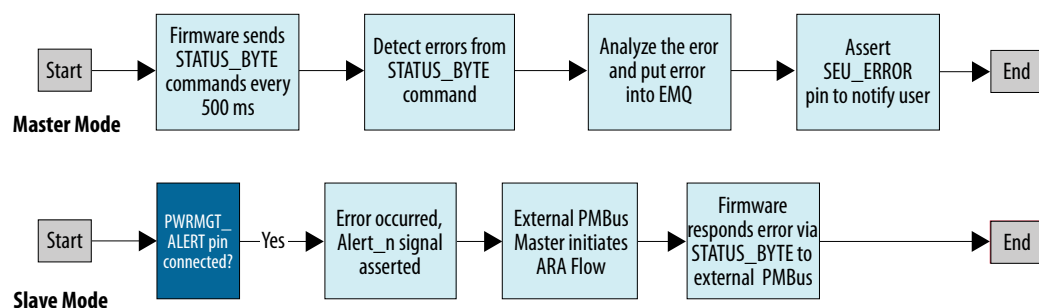 Start
Firmware sends
STATUS_BYTE
commands every
500 ms
Detect errors from
STATUS_BYTE
command
Analyze the eror
and put error
into EMQ
Assert
SEU_ERROR
pin to notify user
End
Master Mode
Start
PWRMGT_
ALERT pin
connected?
Yes
Error occurred,
Alert_n signal
asserted
External PMBus
Master initiates
ARA Flow
Firmware
responds error via
STATUS_BYTE to
external PMBus
End
Slave Mode